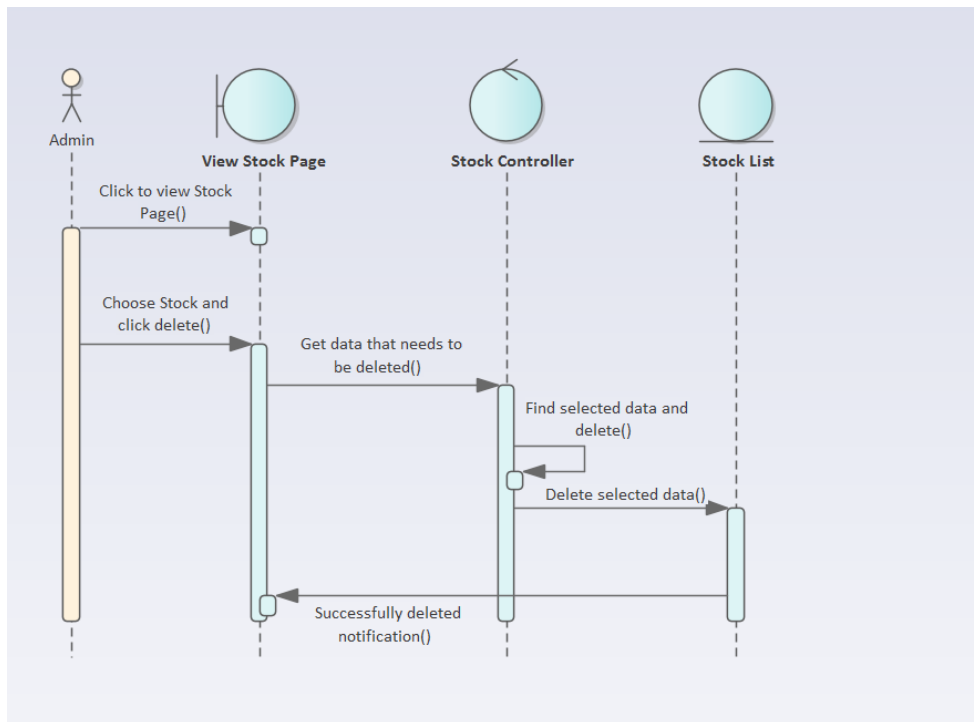 Admin
View Stock Page
Stock Controller
Stock List
Click to view Stock
Page()
Choose Stock and
click delete()
Get data that needs to
be deleted()
Find selected data and
delete()
Delete selected data()
Successfully deleted
notification()